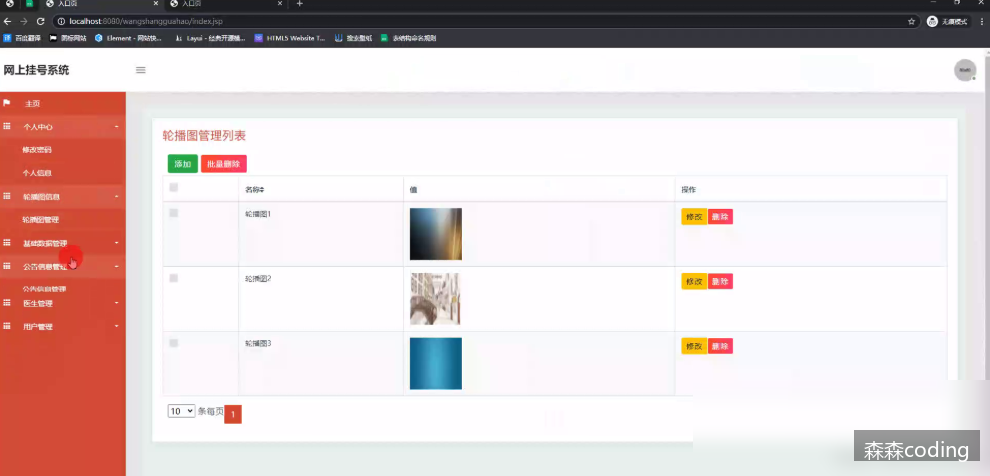 入口页
入口页
localhost:8080/wangshangguahao/index.jsp
无痕模式
百度翻译
图标网站
Element - 网站快...
Layui - 经典开源模...
HTML5 Website T...
搜业壁纸
表结构命名规则
网上挂号系统
主页
个人中心
修改密码
个人信息
轮播图信息
轮播图管理
基础数据管理
公告信息管理
公告信息管理
医生管理
用户管理
轮播图管理列表
添加 批量删除
名称 值 操作
轮播图1 修改 删除
轮播图2 修改 删除
轮播图3 修改 删除
10 条每页 1
森森coding